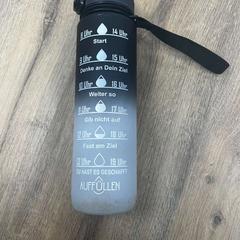 8 Uhr 14 Uhr
Start
9 Uhr 15 Uhr
Denke an Dein Ziel
10 Uhr 16 Uhr
Weiter so
11 Uhr 17 Uhr
Gib nicht auf
12 Uhr 18 Uhr
Fast am Ziel
13 Uhr 19 Uhr
DU HAST ES GESCHAFFT
AUFFÜLLEN